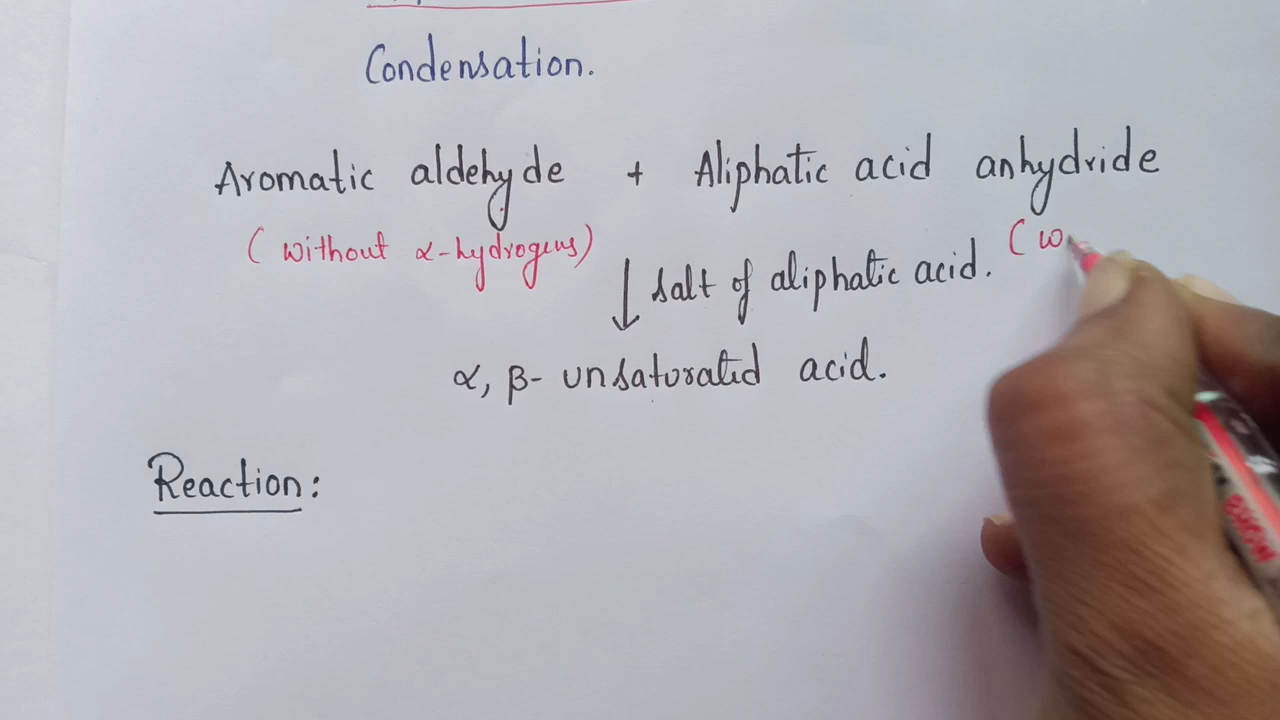 Condensation.
Aromatic aldehyde + Aliphatic acid anhydride
(without α-hydrogens) (w
↓ salt of aliphatic acid.
α, β- unsaturated acid.
Reaction: